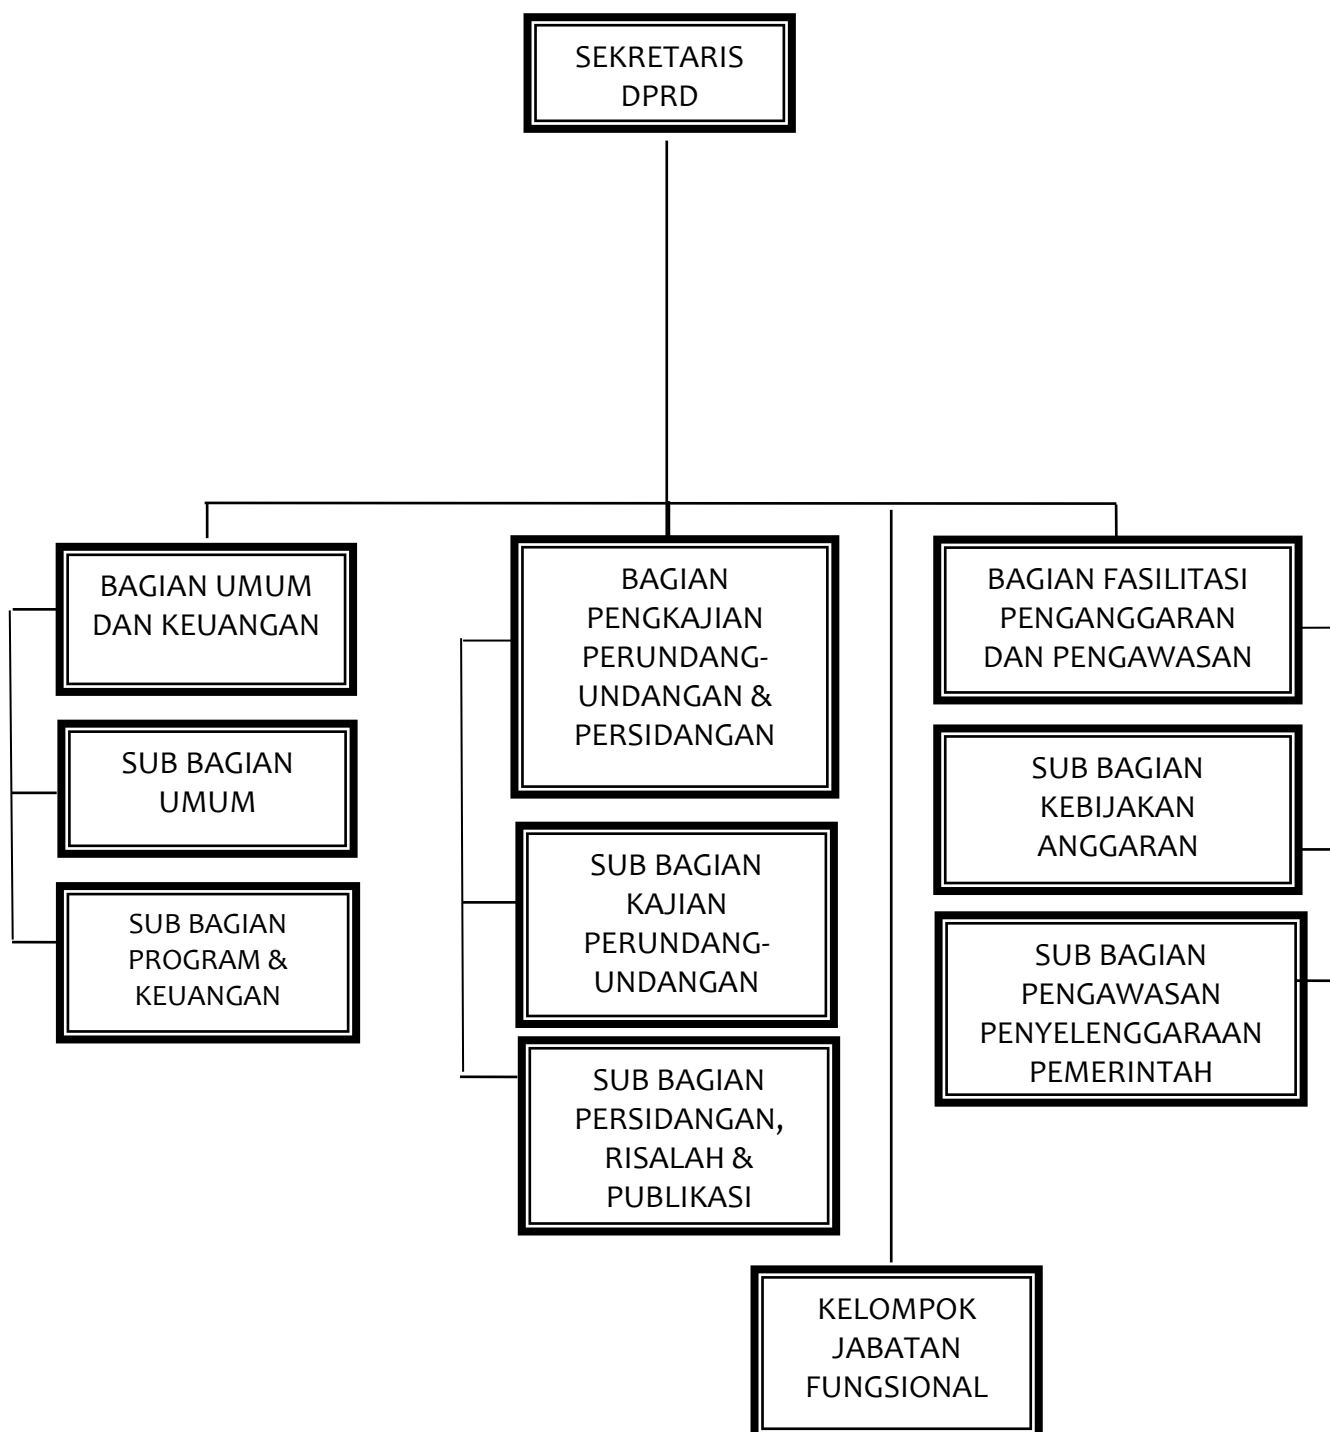 SEKRETARIS
DPRD
BAGIAN UMUM
DAN KEUANGAN
SUB BAGIAN
UMUM
SUB BAGIAN
PROGRAM &
KEUANGAN
BAGIAN
PENGKAJIAN
PERUNDANG-
UNDANGAN &
PERSIDANGAN
SUB BAGIAN
KAJIAN
PERUNDANG-
UNDANGAN
SUB BAGIAN
PERSIDANGAN,
RISALAH &
PUBLIKASI
BAGIAN FASILITASI
PENGANGGARAN
DAN PENGAWASAN
SUB BAGIAN
KEBIJAKAN
ANGGARAN
SUB BAGIAN
PENGAWASAN
PENYELENGGARAAN
PEMERINTAH
KELOMPOK
JABATAN
FUNGSIONAL